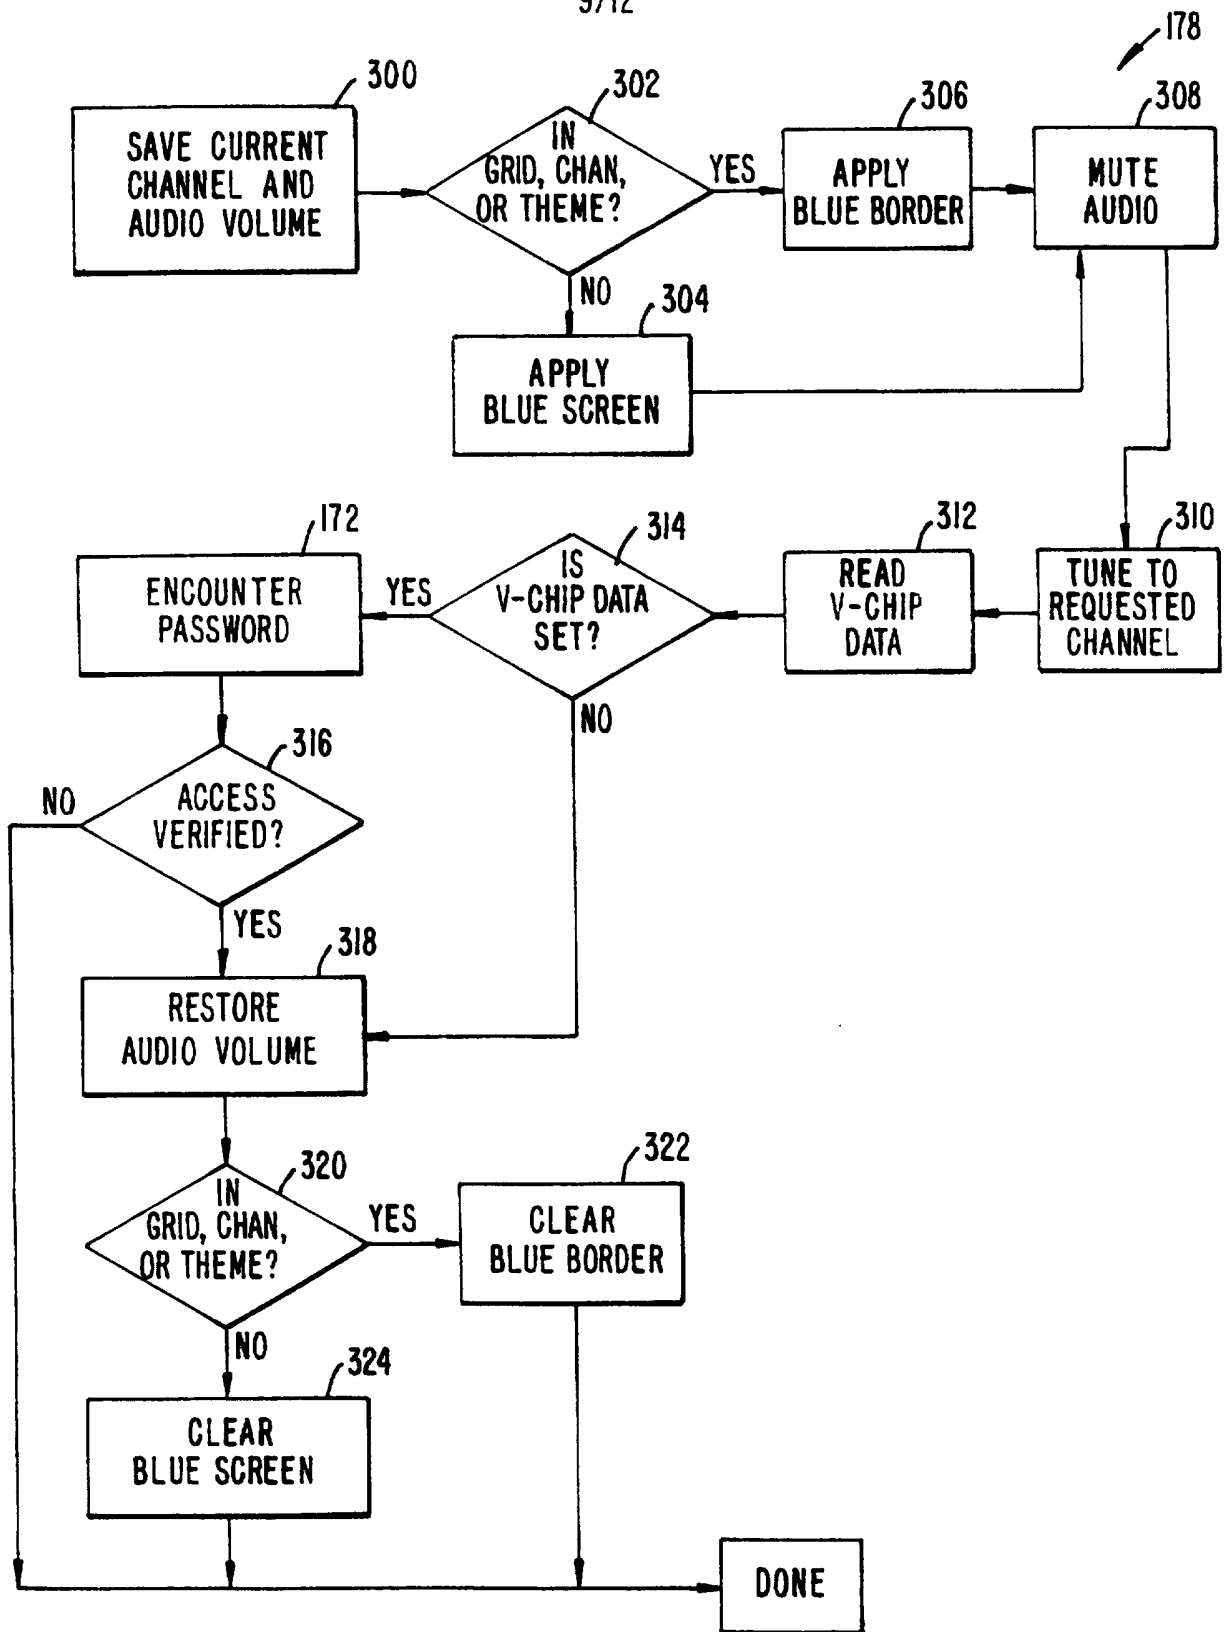 9/12
178
300
SAVE CURRENT
CHANNEL AND
AUDIO VOLUME
302
IN
GRID, CHAN,
OR THEME?
YES
NO
306
APPLY
BLUE BORDER
308
MUTE
AUDIO
304
APPLY
BLUE SCREEN
310
TUNE TO
REQUESTED
CHANNEL
312
READ
V-CHIP
DATA
314
IS
V-CHIP DATA
SET?
YES
NO
172
ENCOUNTER
PASSWORD
316
ACCESS
VERIFIED?
NO
YES
318
RESTORE
AUDIO VOLUME
320
IN
GRID, CHAN,
OR THEME?
YES
NO
322
CLEAR
BLUE BORDER
324
CLEAR
BLUE SCREEN
DONE